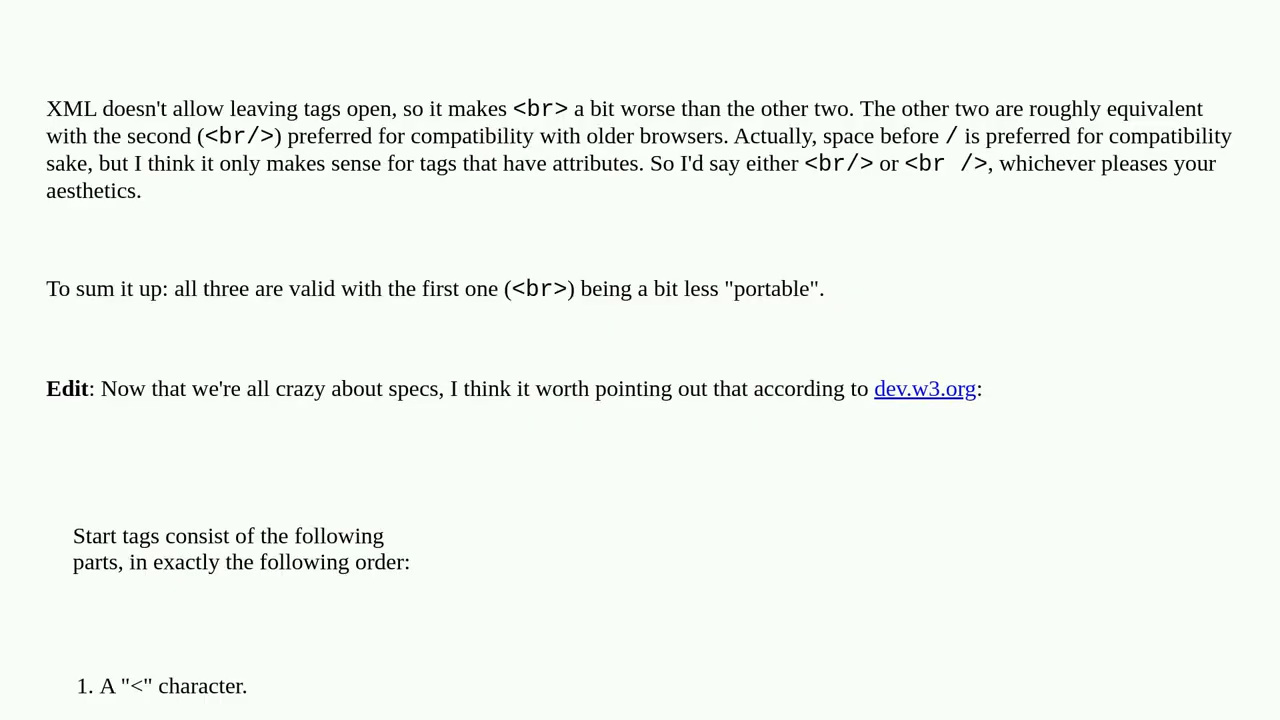 XML doesn't allow leaving tags open, so it makes <br> a bit worse than the other two. The other two are roughly equivalent
with the second (<br/>) preferred for compatibility with older browsers. Actually, space before / is preferred for compatibility
sake, but I think it only makes sense for tags that have attributes. So I'd say either <br/> or <br />, whichever pleases your
aesthetics.
To sum it up: all three are valid with the first one (<br>) being a bit less "portable".
Edit: Now that we're all crazy about specs, I think it worth pointing out that according to dev.w3.org:
Start tags consist of the following
parts, in exactly the following order:
1. A "<" character.